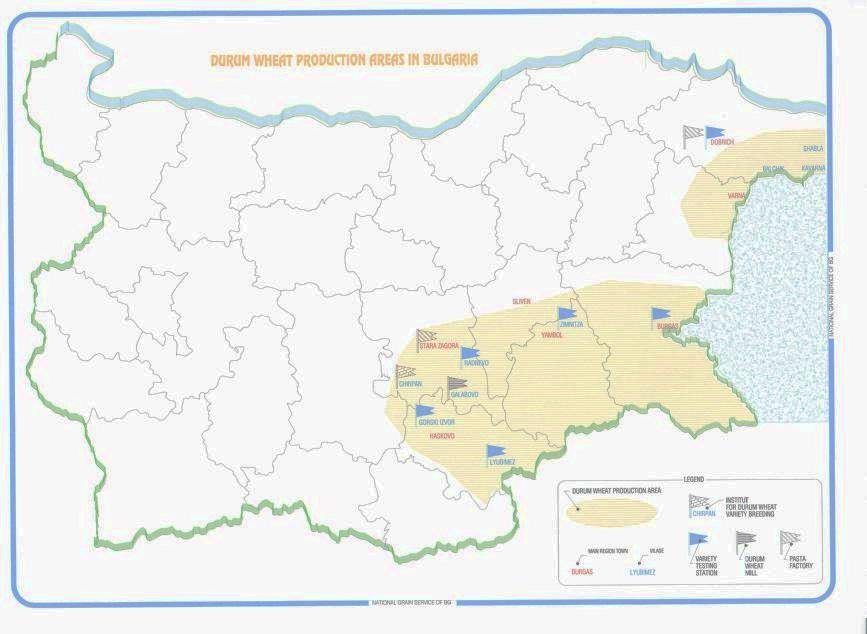 DURUM WHEAT PRODUCTION AREAS IN BULGARIA
DOBRICH
SHABLA
BALCHIK
KAVARNA
VARNA
SLIVEN
ZIMNITZA
BURGAS
YAMBOL
STARA ZAGORA
RADNEVO
CHIRPAN
GALABOVO
GORSKI IZVOR
HASKOVO
LYUBIMEZ
NATIONAL GRAIN SERVICE OF BG
LEGEND
DURUM WHEAT PRODUCTION AREA
CHIRPAN
INSTITUT
FOR DURUM WHEAT
VARIETY BREEDING
MAIN REGION TOWN
BURGAS
VILAGE
LYUBIMEZ
VARIETY
TESTING
STATION
DURUM
WHEAT
MILL
PASTA
FACTORY
NATIONAL GRAIN SERVICE OF BG